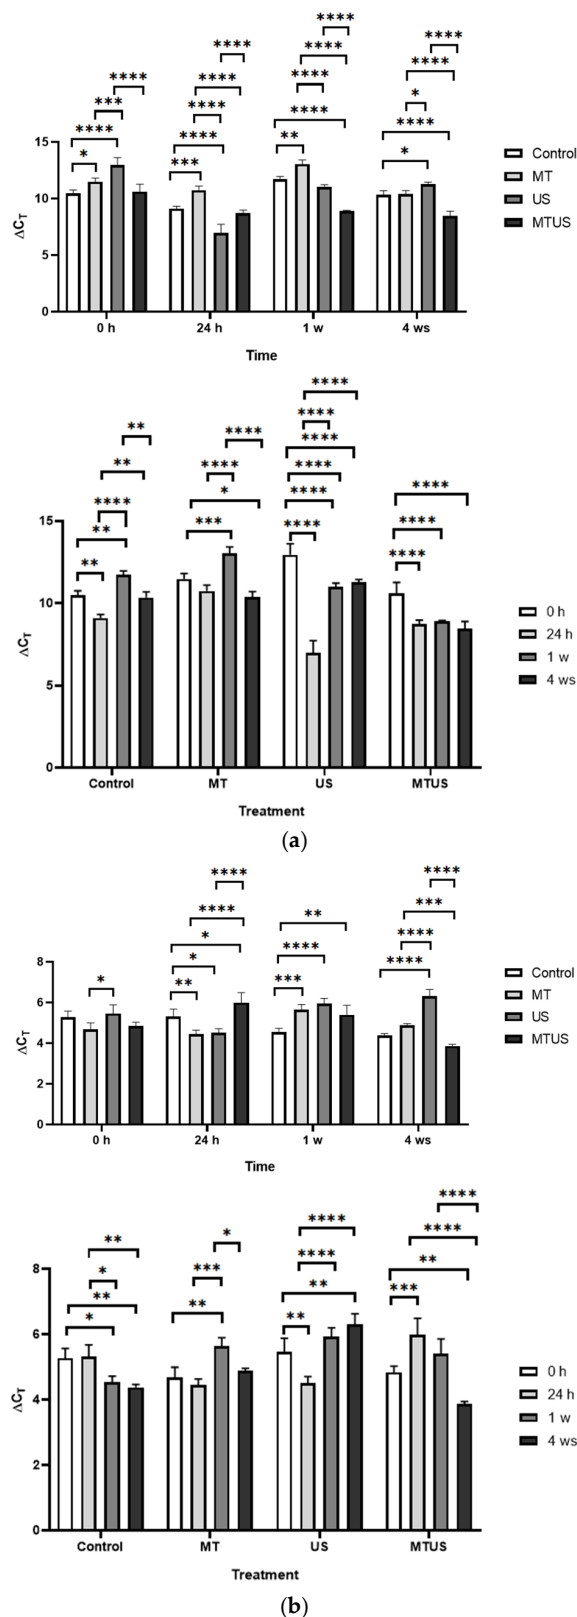 ****
****
**** ****
**** **** **** ****
*** **** *
**** **** **** ****
* *** ** *
15
10
5
0
ΔCT
0 h 24 h 1 w 4 ws
Time
Control
MT
US
MTUS
****
****
** **** ****
** **** ****
**** * **** ****
** *** ****
** **** ****
15
10
5
0
ΔCT
Control MT US MTUS
Treatment
0 h
24 h
1 w
4 ws
(a)
****
****
**** ** ***
* **** ****
* * ****
** ***
8
6
4
2
0
ΔCT
0 h 24 h 1 w 4 ws
Time
Control
MT
US
MTUS
****
**** ****
** * **** **
* *** ** ***
** ** **
*
8
6
4
2
0
ΔCT
Control MT US MTUS
Treatment
0 h
24 h
1 w
4 ws
(b)